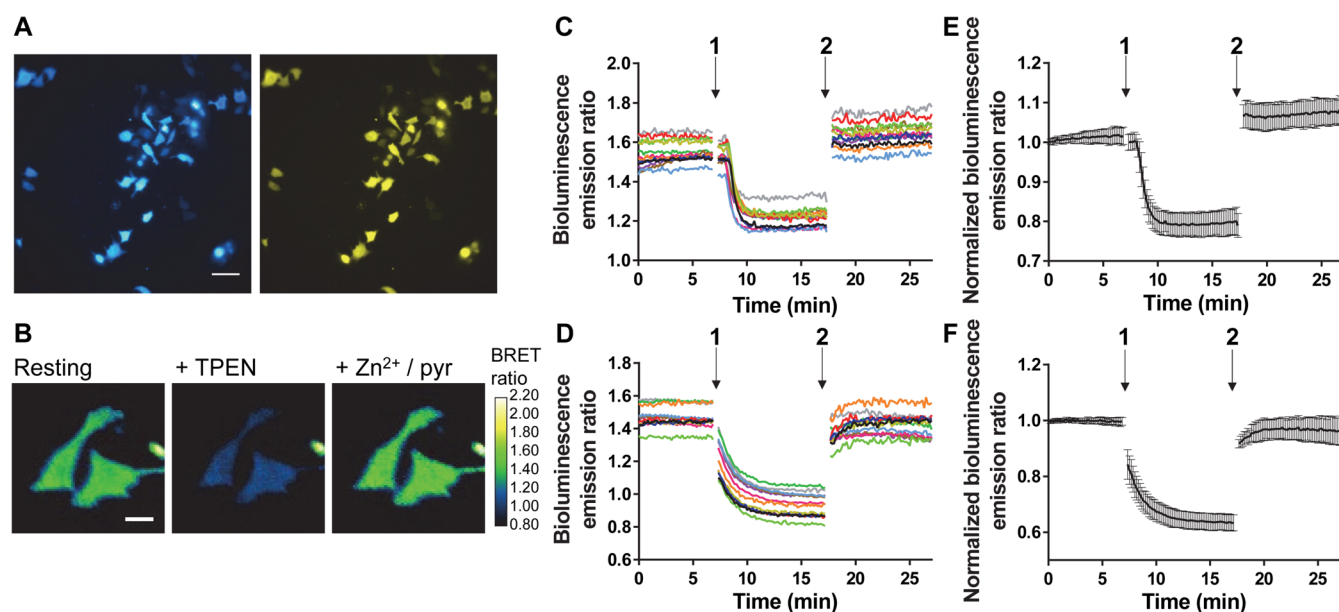 A
B
Resting
+ TPEN
+ Zn²⁺ / pyr
BRET
ratio
2.20
2.00
1.80
1.60
1.40
1.20
1.00
0.80
C
1
2
2.0
1.8
1.6
1.4
1.2
1.0
Bioluminescence
emission ratio
0 5 10 15 20 25
Time (min)
D
1
2
1.8
1.6
1.4
1.2
1.0
0.8
0.6
Bioluminescence
emission ratio
0 5 10 15 20 25
Time (min)
E
1
2
1.2
1.1
1.0
0.9
0.8
0.7
Normalized bioluminescence
emission ratio
0 5 10 15 20 25
Time (min)
F
1
2
1.2
1.0
0.8
0.6
Normalized bioluminescence
emission ratio
0 5 10 15 20 25
Time (min)